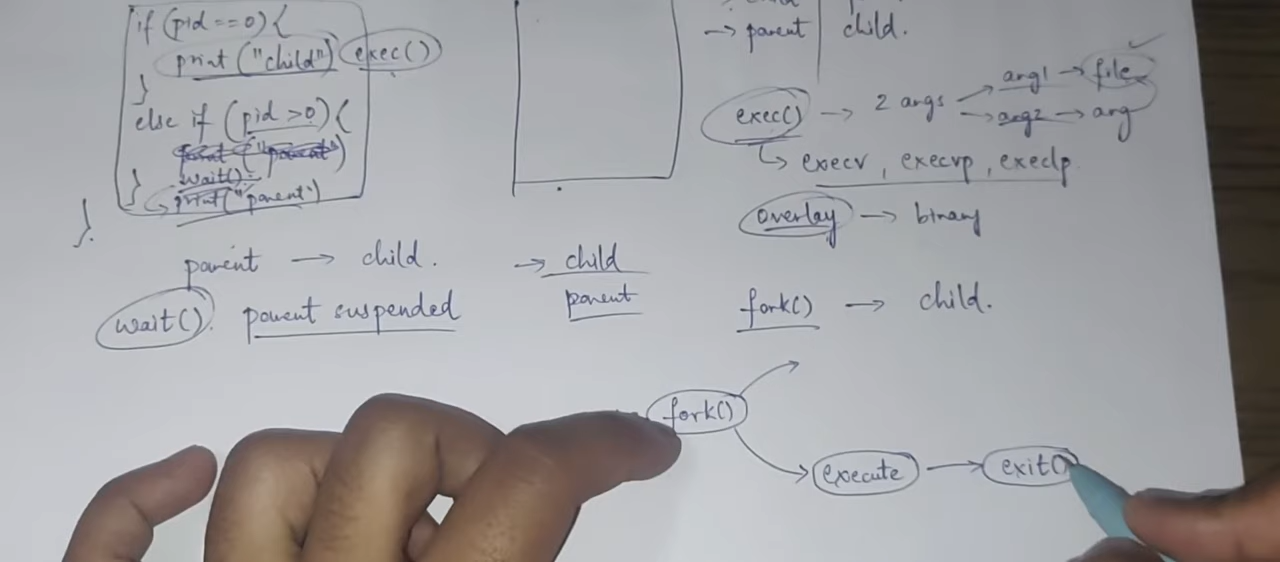 if (pid==0){
print ("child") exec()
}
else if (pid >0){
print ("parent")
wait();
} print("parent")
}.
parent → child.
wait(). parent suspended
→ child
parent
→ parent child.
exec() → 2 args → arg1 → file
→ arg2 → arg
↳ execv, execvp, execlp
overlay → binary
fork() → child.
fork()
execute → exit()